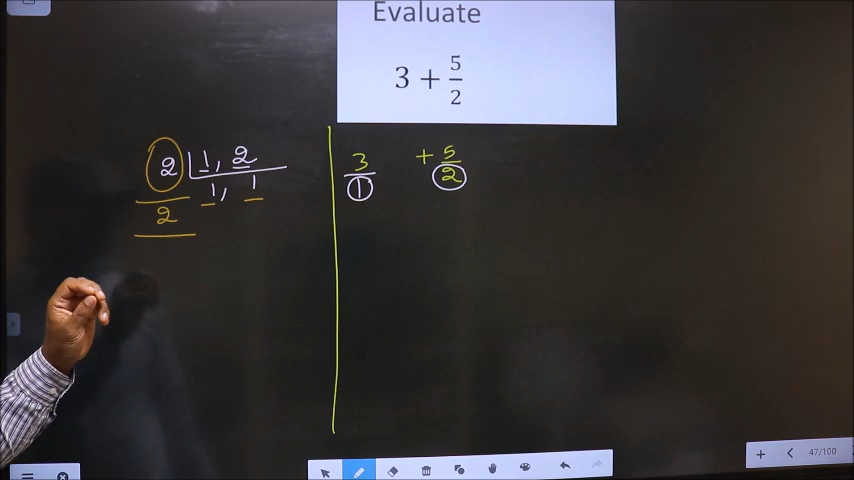 Evaluate
3 + 5/2
2 | 1, 2
1, 1
2
3/1 + 5/2
47/100